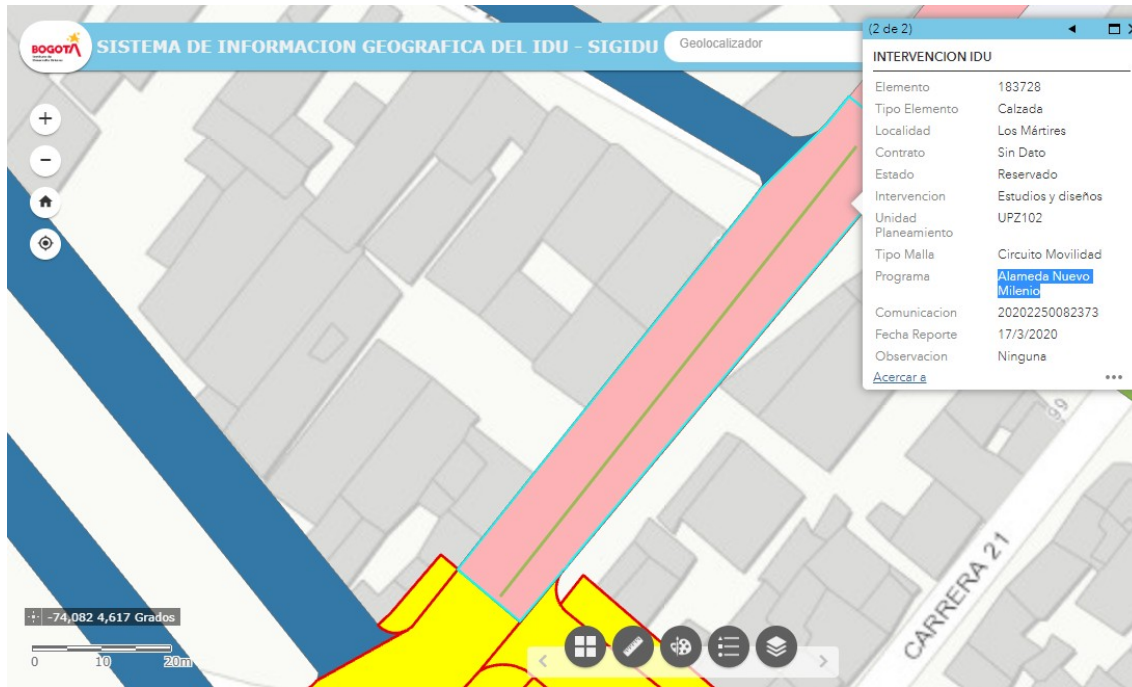 BOGOTÁ
SISTEMA DE INFORMACION GEOGRAFICA DEL IDU - SIGIDU
Geolocalizador
(2 de 2)
INTERVENCION IDU
Elemento 183728
Tipo Elemento Calzada
Localidad Los Mártires
Contrato Sin Dato
Estado Reservado
Intervencion Estudios y diseños
Unidad UPZ102
Planeamiento
Tipo Malla Circuito Movilidad
Programa Alameda Nuevo
Milenio
Comunicacion 20202250082373
Fecha Reporte 17/3/2020
Observacion Ninguna
Acercar a
99
CARRERA 21
-74,082 4,617 Grados
0 10 20m